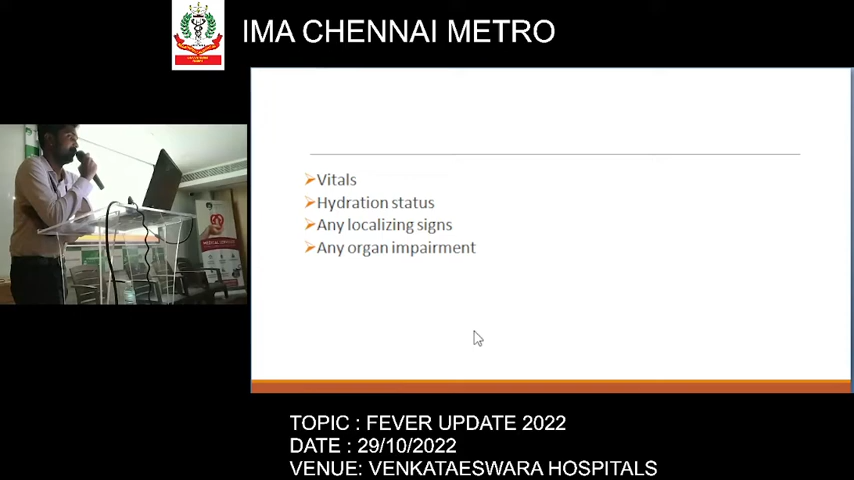 IMA CHENNAI METRO
Vitals
Hydration status
Any localizing signs
Any organ impairment
TOPIC : FEVER UPDATE 2022
DATE : 29/10/2022
VENUE: VENKATAESWARA HOSPITALS